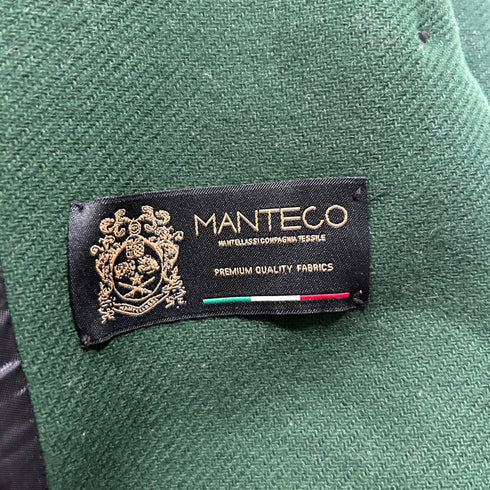 MANTECO
MANTELLASSI COMPAGNIA TESSILE
PREMIUM QUALITY FABRICS